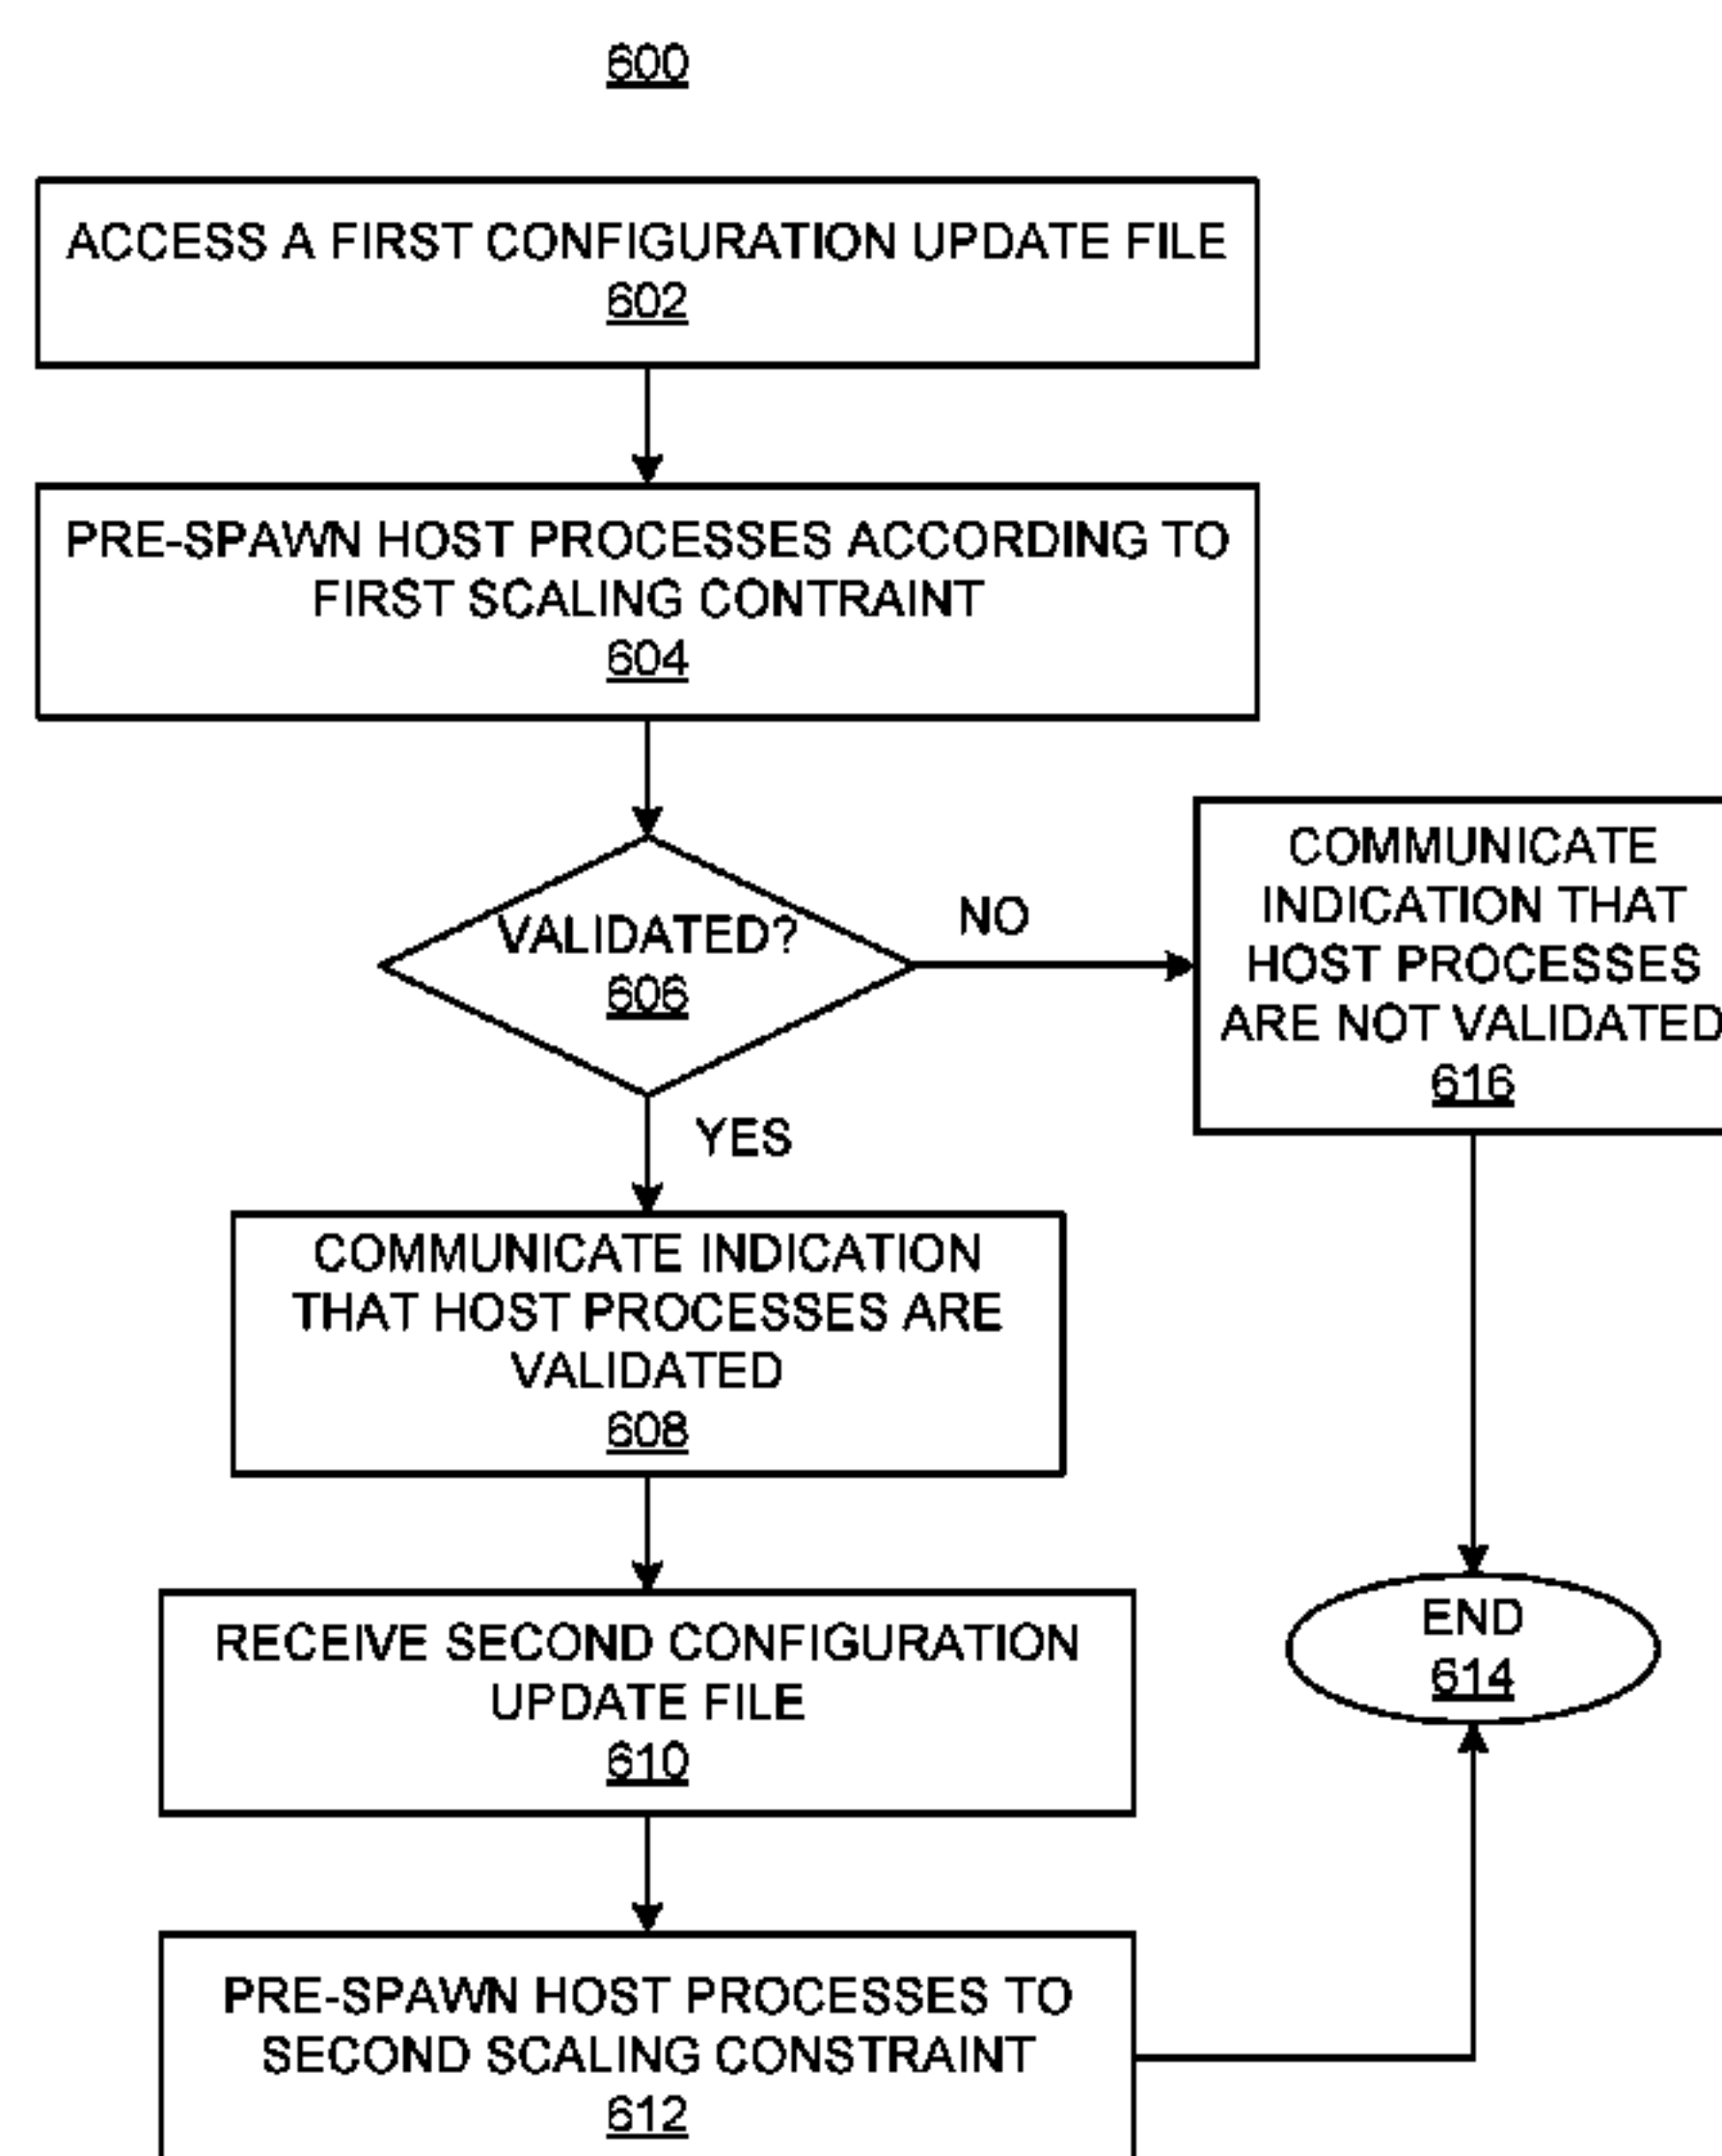 600
ACCESS A FIRST CONFIGURATION UPDATE FILE
602
PRE-SPAWN HOST PROCESSES ACCORDING TO
FIRST SCALING CONTRAINT
604
VALIDATED?
606
NO
COMMUNICATE
INDICATION THAT
HOST PROCESSES
ARE NOT VALIDATED
616
YES
COMMUNICATE INDICATION
THAT HOST PROCESSES ARE
VALIDATED
608
RECEIVE SECOND CONFIGURATION
UPDATE FILE
610
END
614
PRE-SPAWN HOST PROCESSES TO
SECOND SCALING CONSTRAINT
612